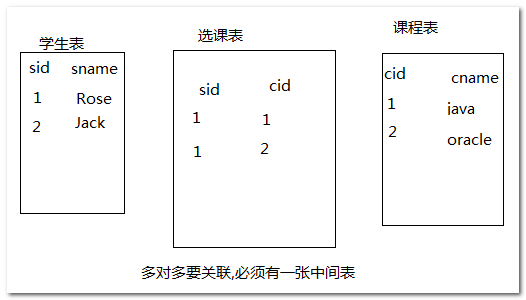 学生表
sid sname
1 Rose
2 Jack
选课表
sid cid
1 1
1 2
课程表
cid cname
1 java
2 oracle
多对多要关联,必须有一张中间表